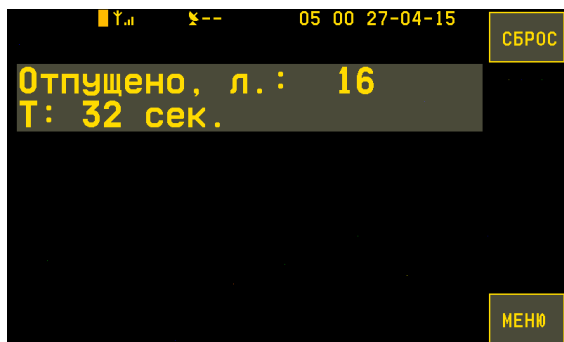 -- 05 00 27-04-15
СБРОС
Отпущено, л.: 16
Т: 32 сек.
МЕНЮ